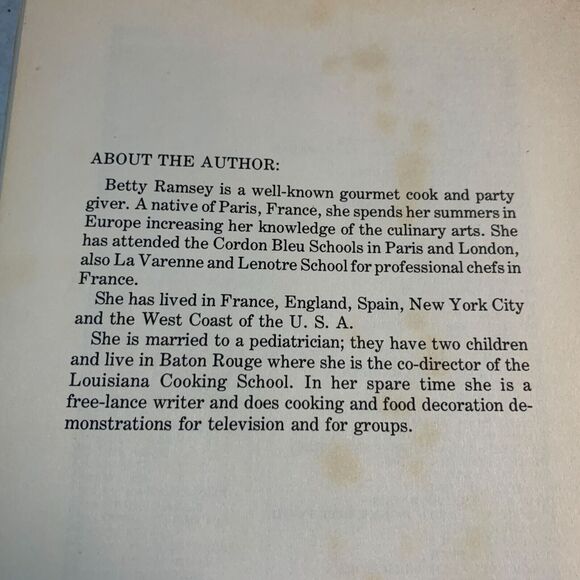 ABOUT THE AUTHOR:
Betty Ramsey is a well-known gourmet cook and party
giver. A native of Paris, France, she spends her summers in
Europe increasing her knowledge of the culinary arts. She
has attended the Cordon Bleu Schools in Paris and London,
also La Varenne and Lenotre School for professional chefs in
France.
She has lived in France, England, Spain, New York City
and the West Coast of the U. S. A.
She is married to a pediatrician; they have two children
and live in Baton Rouge where she is the co-director of the
Louisiana Cooking School. In her spare time she is a
free-lance writer and does cooking and food decoration de-
monstrations for television and for groups.